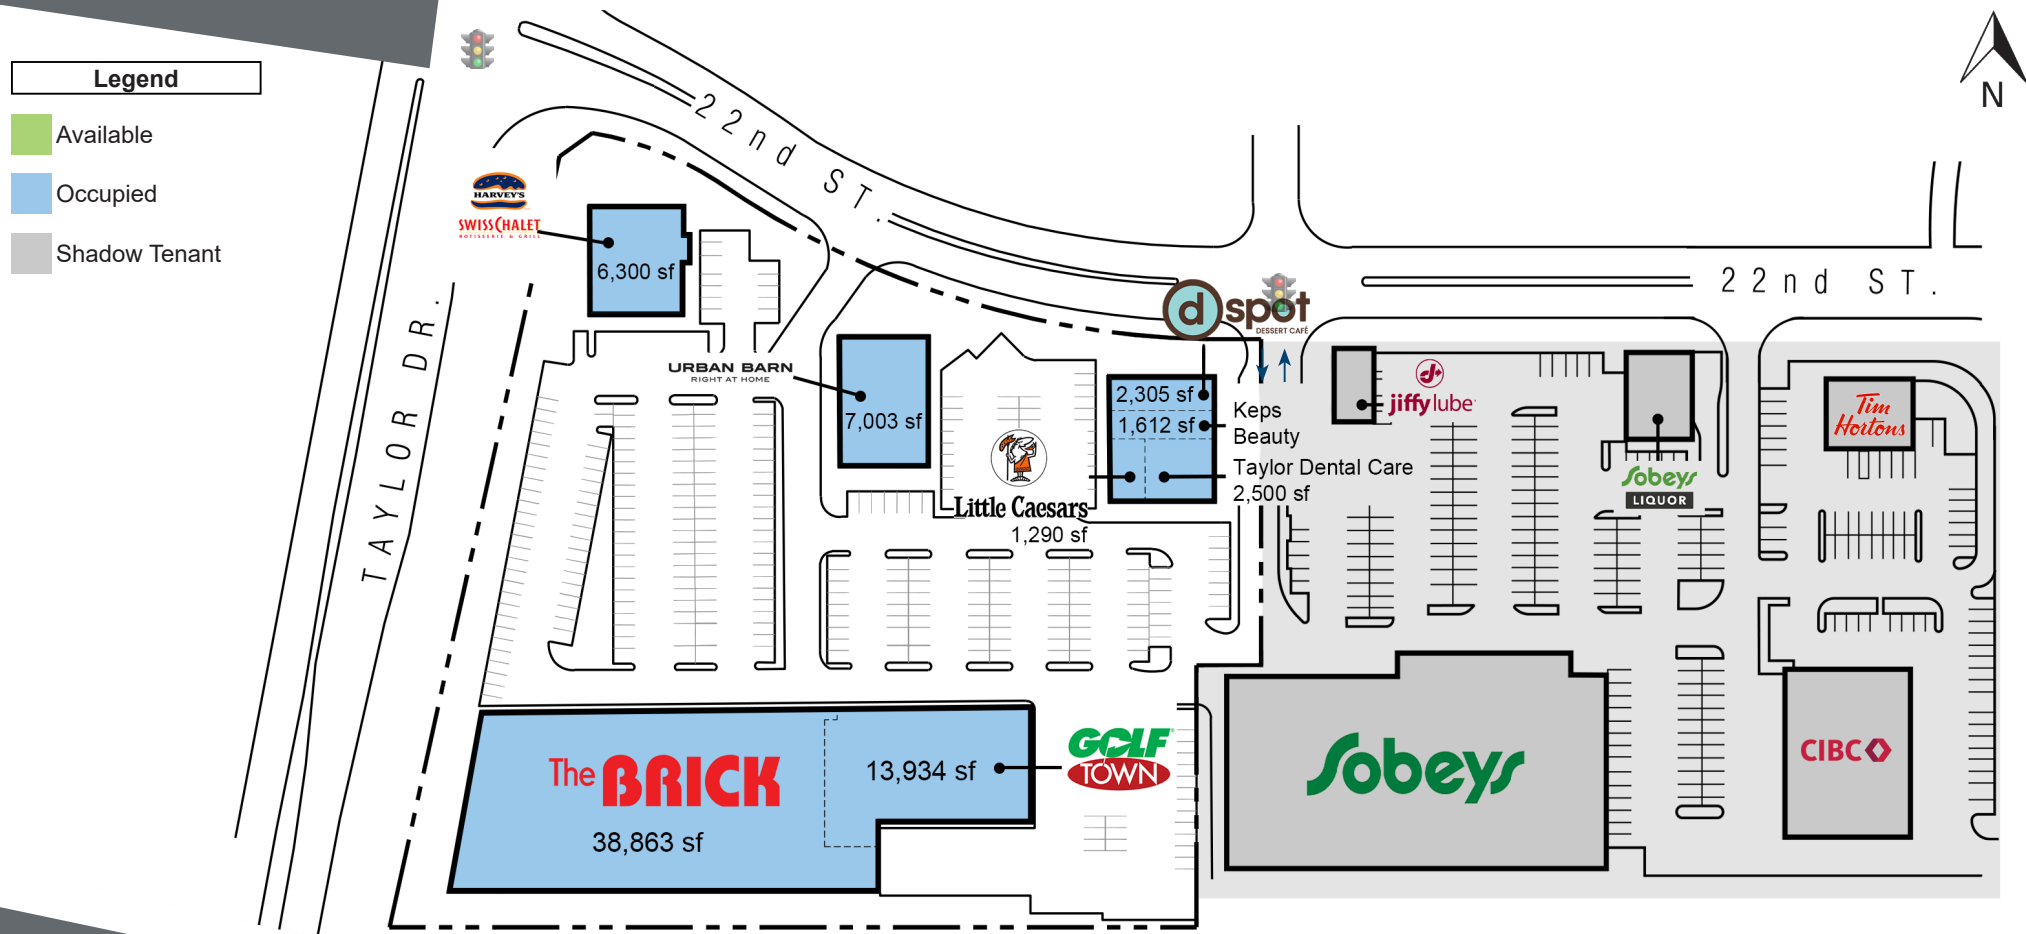 Legend
Available
Occupied
Shadow Tenant
N
22nd ST.
22nd ST.
TAYLOR DR.
HARVEY'S
SWISS CHALET
ROTISSERIE & GRILL
6,300 sf
URBAN BARN
RIGHT AT HOME
7,003 sf
Little Caesars
1,290 sf
d spot
DESSERT CAFÉ
2,305 sf
1,612 sf
Keps
Beauty
Taylor Dental Care
2,500 sf
jiffy lube
Sobeys
LIQUOR
Tim
Hortons
The BRICK
38,863 sf
13,934 sf
GOLF
TOWN
Sobeys
CIBC